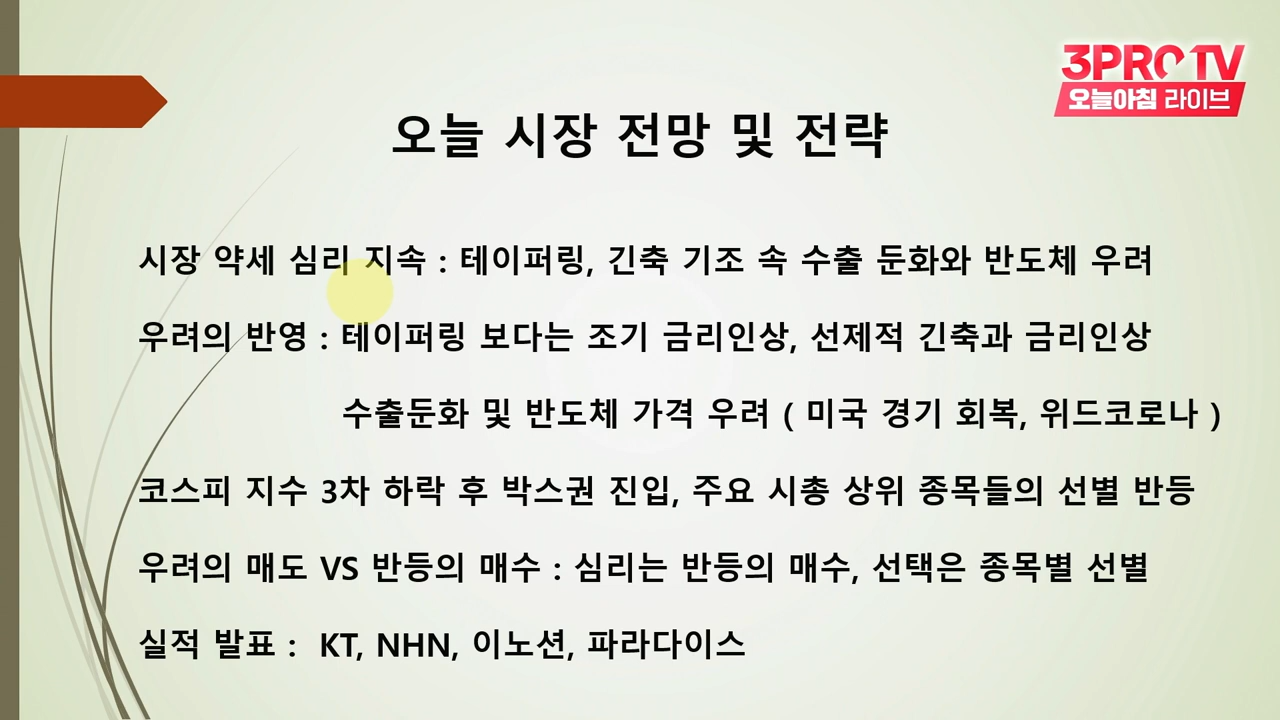 3PROTV
오늘아침 라이브
오늘 시장 전망 및 전략
시장 약세 심리 지속 : 테이퍼링, 긴축 기조 속 수출 둔화와 반도체 우려
우려의 반영 : 테이퍼링 보다는 조기 금리인상, 선제적 긴축과 금리인상
수출둔화 및 반도체 가격 우려 ( 미국 경기 회복, 위드코로나 )
코스피 지수 3차 하락 후 박스권 진입, 주요 시총 상위 종목들의 선별 반등
우려의 매도 VS 반등의 매수 : 심리는 반등의 매수, 선택은 종목별 선별
실적 발표 : KT, NHN, 이노션, 파라다이스